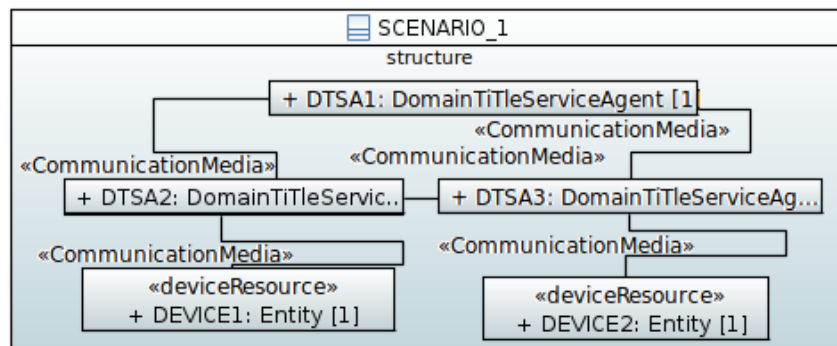 SCENARIO_1
structure
+ DTSA1: DomainTiTleServiceAgent [1]
«CommunicationMedia»
«CommunicationMedia» «CommunicationMedia»
+ DTSA2: DomainTiTleServic... + DTSA3: DomainTiTleServiceAg...
«CommunicationMedia» «CommunicationMedia»
«deviceResource» «deviceResource»
+ DEVICE1: Entity [1] + DEVICE2: Entity [1]